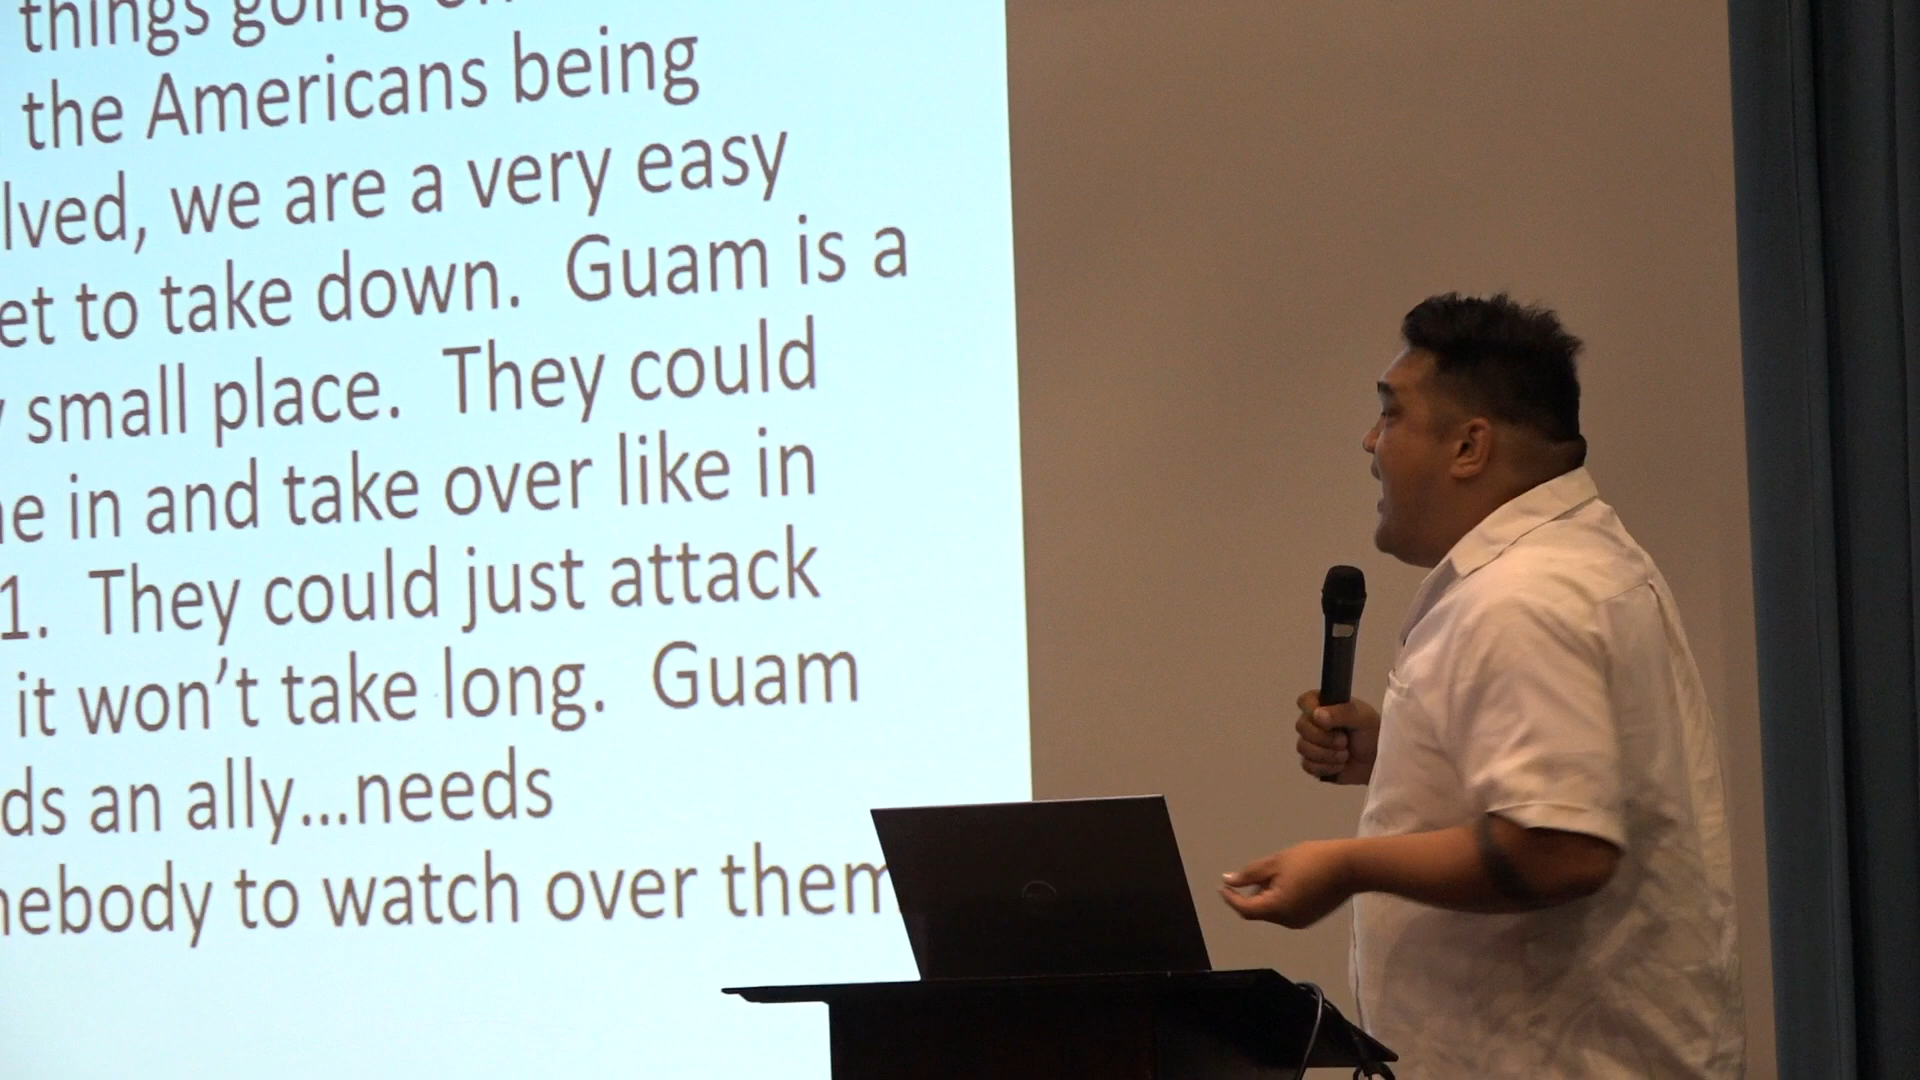 things going
the Americans being
lved, we are a very easy
et to take down. Guam is a
small place. They could
e in and take over like in
1. They could just attack
it won't take long. Guam
ds an ally...needs
ebody to watch over them